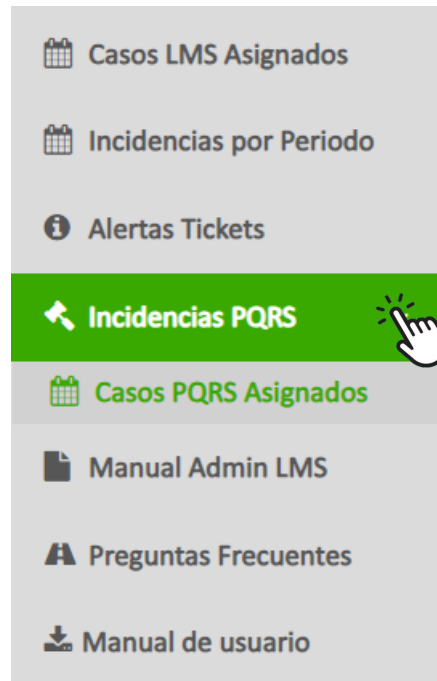 Casos LMS Asignados
Incidencias por Periodo
Alertas Tickets
Incidencias PQRS
Casos PQRS Asignados
Manual Admin LMS
Preguntas Frecuentes
Manual de usuario